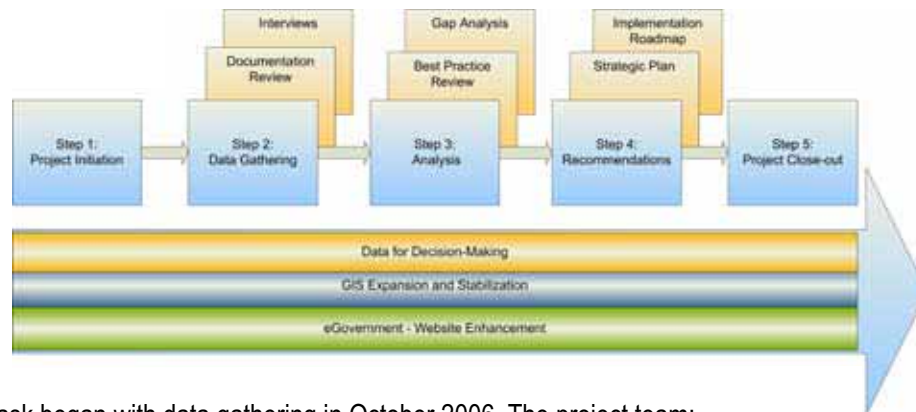 Interviews
Documentation
Review
Gap Analysis
Best Practice
Review
Implementation
Roadmap
Strategic Plan
Step 1:
Project Initiation
Step 2:
Data Gathering
Step 3:
Analysis
Step 4:
Recommendations
Step 5:
Project Close-out
Data for Decision-Making
GIS Expansion and Stabilization
eGovernment - Website Enhancement
began with data gathering in October 2006. The project team: